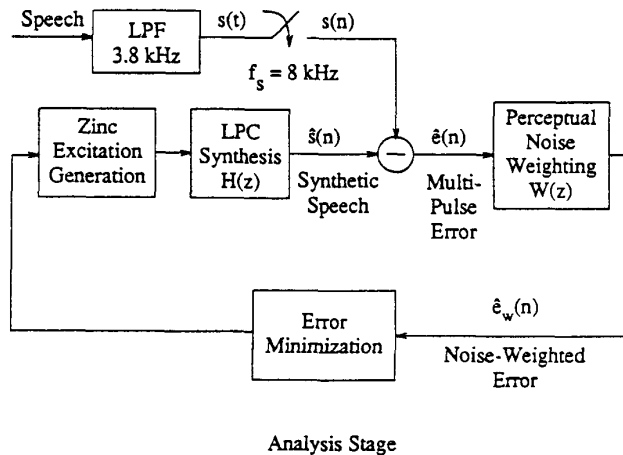 Speech
LPF
3.8 kHz
s(t)
s(n)
f_s = 8 kHz
Zinc
Excitation
Generation
LPC
Synthesis
H(z)
ŝ(n)
Synthetic
Speech
−
ê(n)
Multi-
Pulse
Error
Perceptual
Noise
Weighting
W(z)
Error
Minimization
ê_w(n)
Noise-Weighted
Error
Analysis Stage